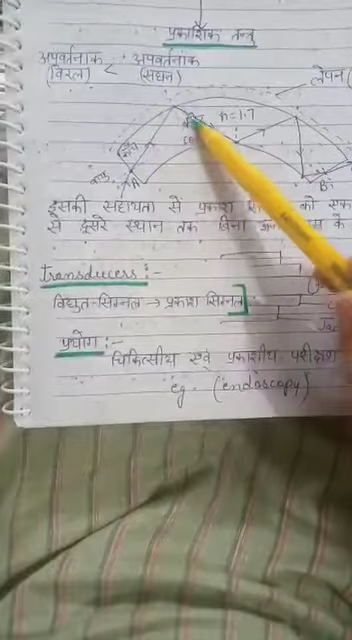 प्रकाशिक तन्तु
अपवर्तनांक < अपवर्तनांक
(विरल) (सघन)
लेपन
n=1.7
A
B
इसकी सहायता से प्रकाश को एक
से दूसरे स्थान तक बिना के
transducers:-
विद्युत-सिग्नल → प्रकाश सिग्नल]
प्रयोग:-
चिकित्सीय एवं प्रकाशीय परीक्षण
eg - (endoscopy)